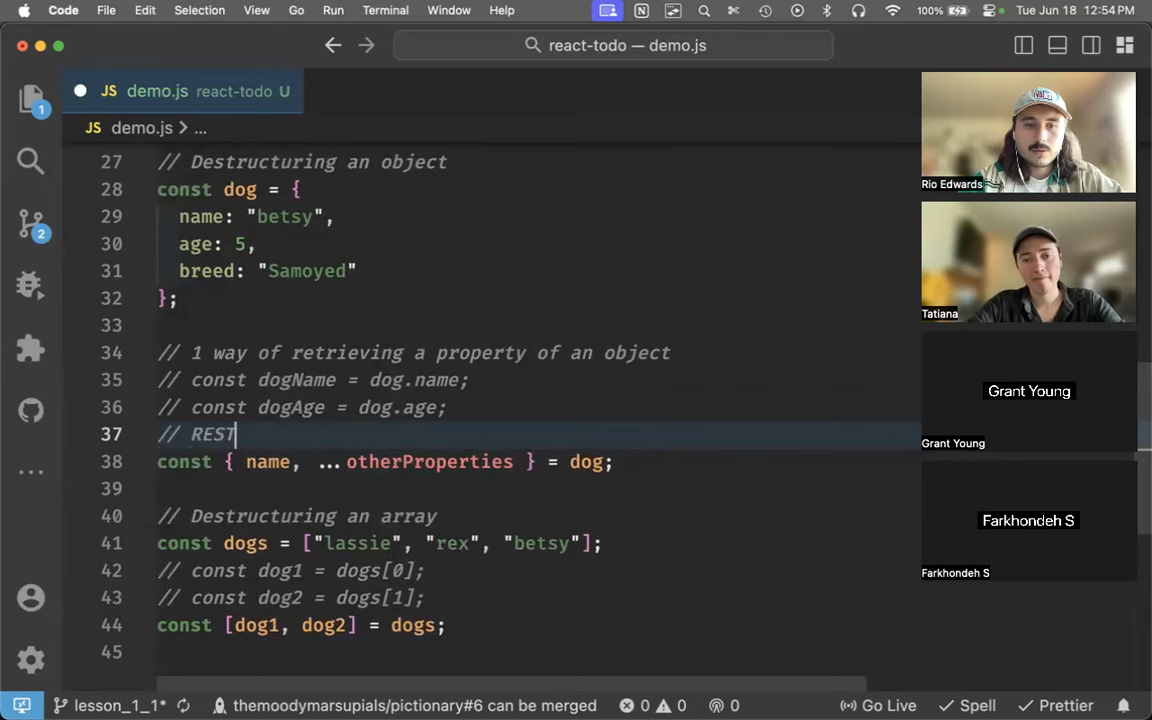 Code File Edit Selection View Go Run Terminal Window Help 100% Tue Jun 18 12:54 PM
react-todo — demo.js
JS demo.js react-todo U
JS demo.js > ...
27 // Destructuring an object
28 const dog = {
29 name: "betsy",
30 age: 5,
31 breed: "Samoyed"
32 };
33
34 // 1 way of retrieving a property of an object
35 // const dogName = dog.name;
36 // const dogAge = dog.age;
37 // REST
38 const { name, ...otherProperties } = dog;
39
40 // Destructuring an array
41 const dogs = ["lassie", "rex", "betsy"];
42 // const dog1 = dogs[0];
43 // const dog2 = dogs[1];
44 const [dog1, dog2] = dogs;
45
1
2
Rio Edwards
Tatiana
Grant Young
Grant Young
Farkhondeh S
Farkhondeh S
lesson_1_1* themoodymarsupials/pictionary#6 can be merged 0 0 0 Go Live Spell Prettier